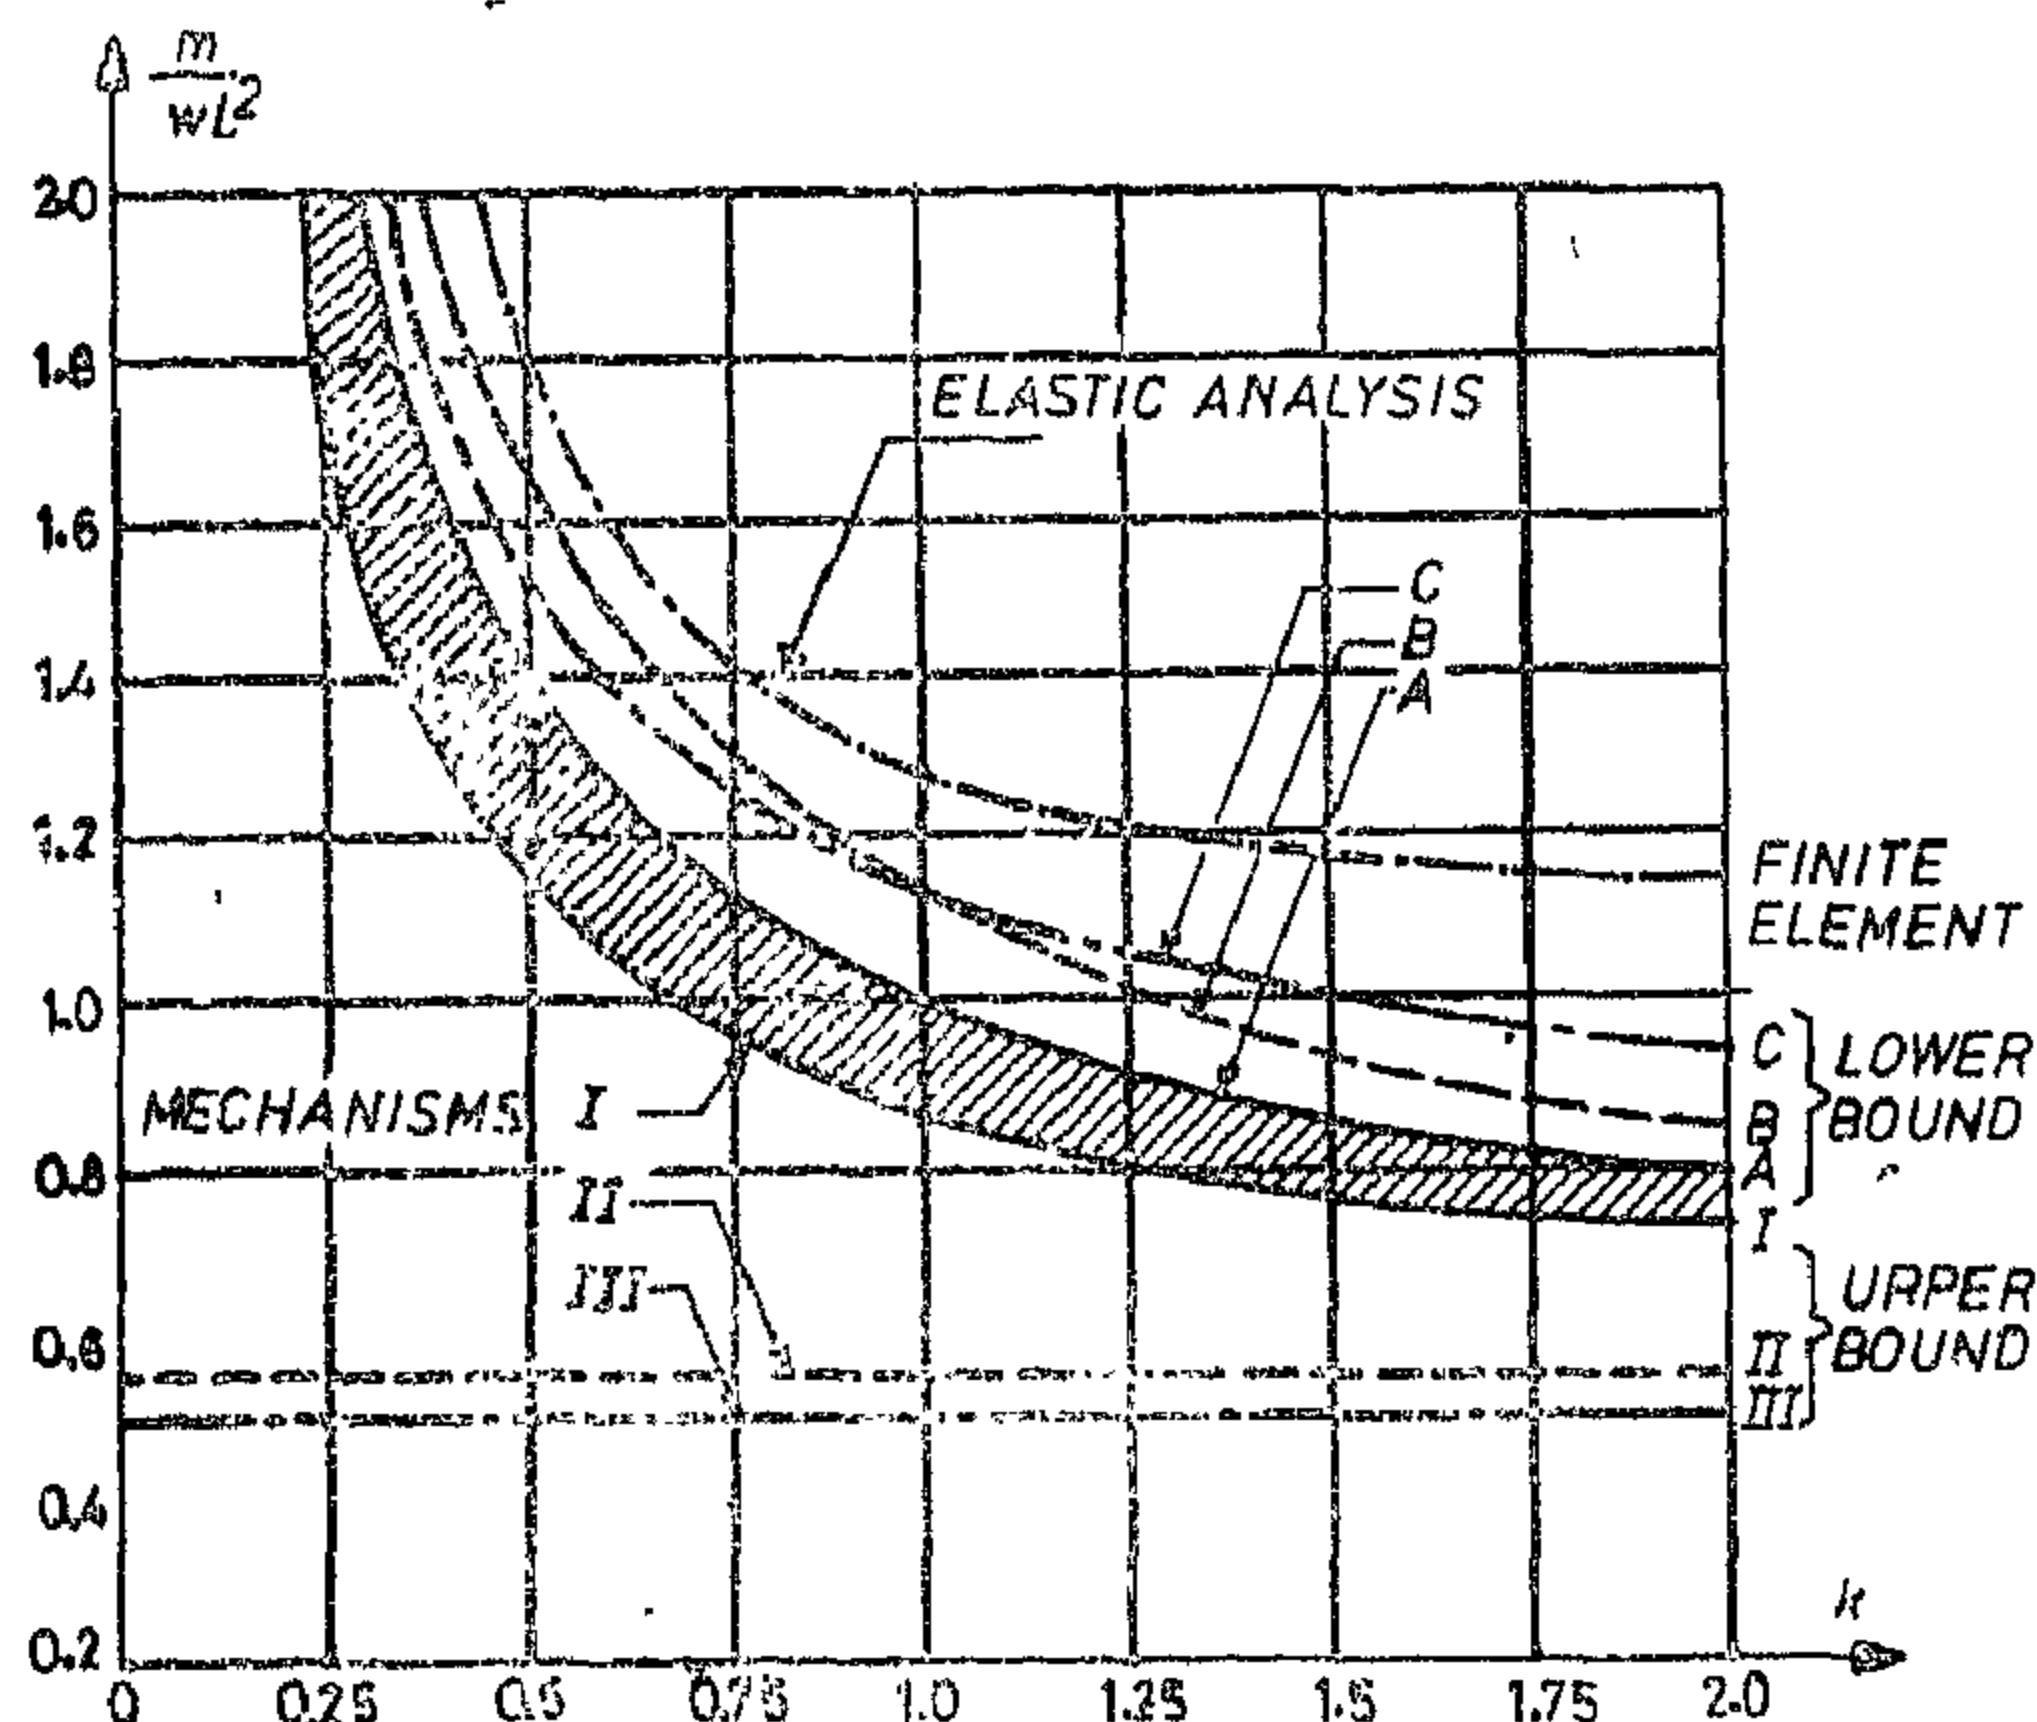 m
wL²
2.0
1.8
ELASTIC ANALYSIS
1.6
C
B
A
1.4
1.2
FINITE
ELEMENT
1.0
C
LOWER
MECHANISMS I
B
BOUND
A
0.8
II
I
III
UPPER
0.6
II
BOUND
III
0.4
k
0.2
0 0.25 0.5 0.75 1.0 1.25 1.5 1.75 2.0